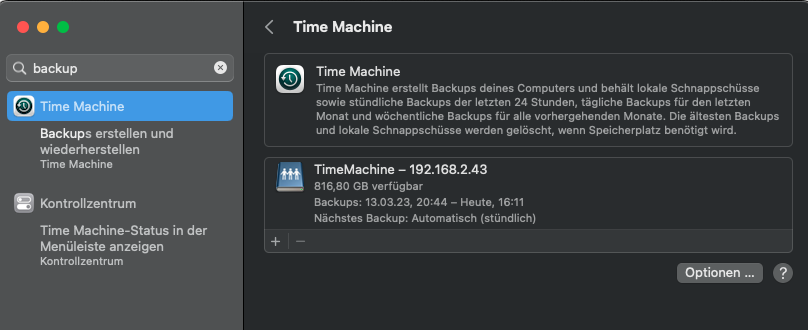 backup
Time Machine
Backups erstellen und
wiederherstellen
Time Machine
Kontrollzentrum
Time Machine-Status in der
Menüleiste anzeigen
Kontrollzentrum
Time Machine
Time Machine
Time Machine erstellt Backups deines Computers und behält lokale Schnappschüsse
sowie stündliche Backups der letzten 24 Stunden, tägliche Backups für den letzten
Monat und wöchentliche Backups für alle vorhergehenden Monate. Die ältesten Backups
und lokale Schnappschüsse werden gelöscht, wenn Speicherplatz benötigt wird.
TimeMachine – 192.168.2.43
816,80 GB verfügbar
Backups: 13.03.23, 20:44 – Heute, 16:11
Nächstes Backup: Automatisch (stündlich)
+ −
Optionen ... ?